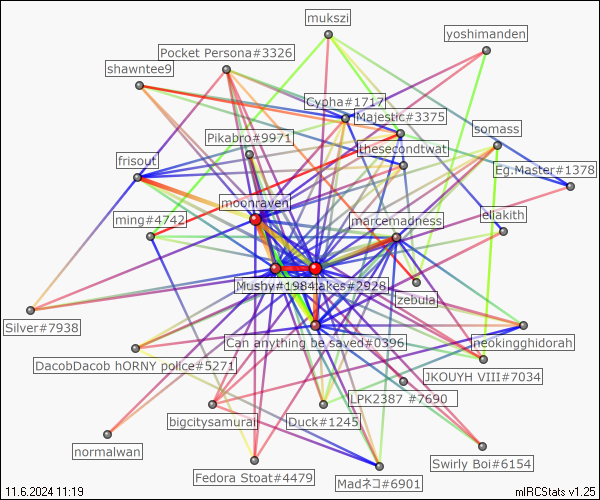 mukszi
yoshimanden
Pocket Persona#3326
shawntee9
Cypha#1717
Majestic#3375
somass
Pikabro#9971
thesecondtwat
frisout
Eg.Master#1378
moonraven
ming#4742
marcemadness
ellakith
Mushy#1984
akes#2928
zebula
Silver#7938
Can anything be saved#0396
neokingghidorah
DacobDacob hORNY police#5271
JKOUYH VIII#7034
LPK2387 #7690
bigcitysamurai
Duck#1245
normalwan
Swirly Boi#6154
Fedora Stoat#4479
Madネコ#6901
11.6.2024 11:19
mIRCStats v1.25